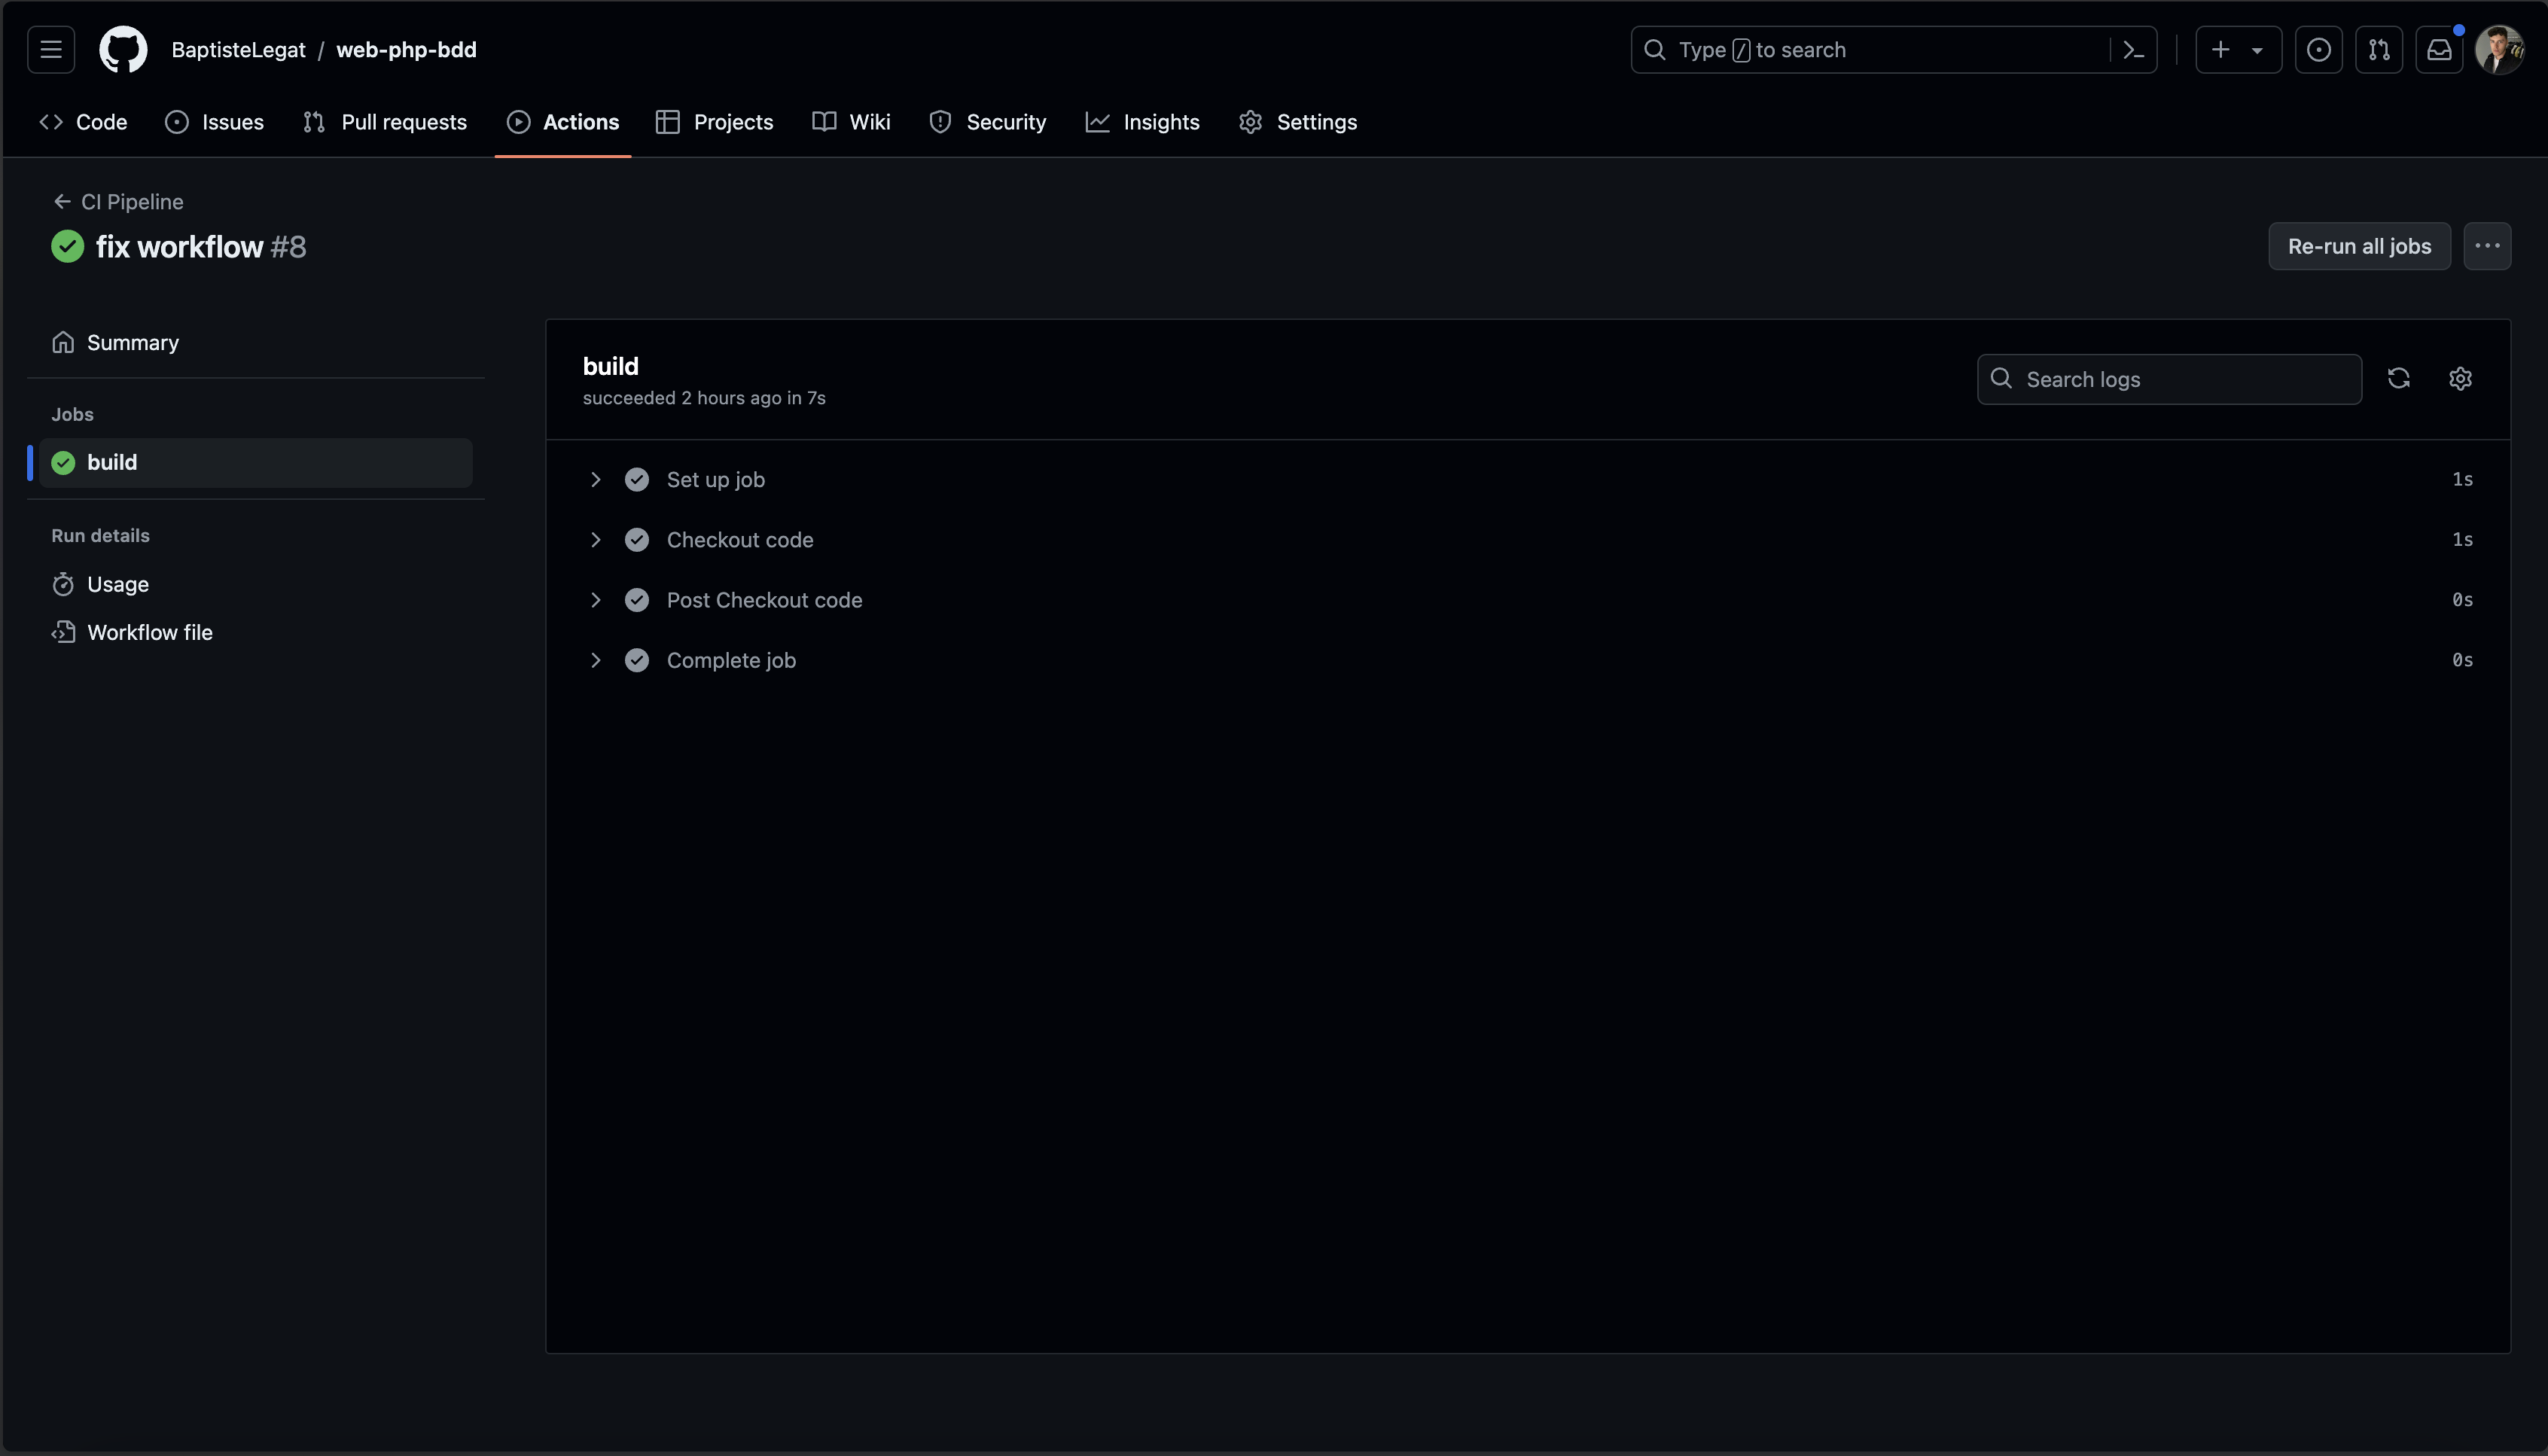 BaptisteLegat / web-php-bdd
Type / to search
Code Issues Pull requests Actions Projects Wiki Security Insights Settings
CI Pipeline
fix workflow #8
Re-run all jobs
Summary
Jobs
build
Run details
Usage
Workflow file
build
succeeded 2 hours ago in 7s
Search logs
Set up job 1s
Checkout code 1s
Post Checkout code 0s
Complete job 0s